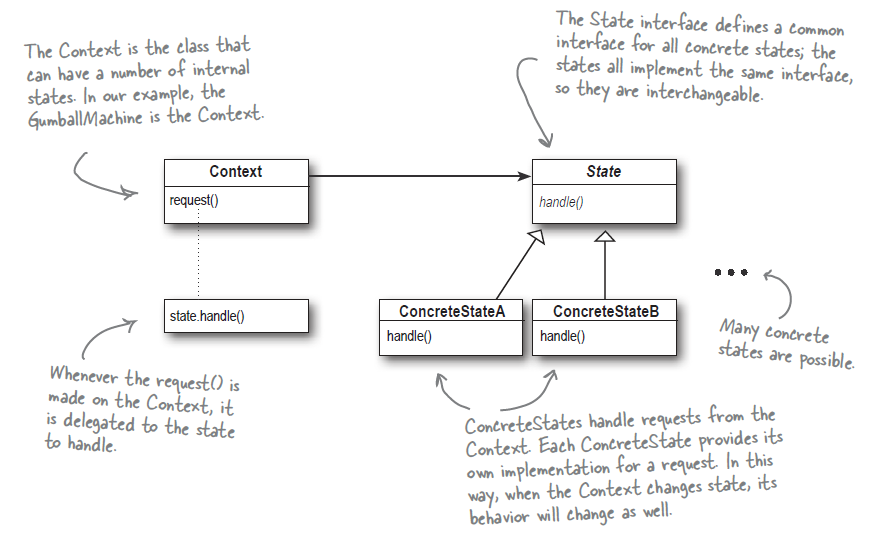 The Context is the class that
can have a number of internal
states. In our example, the
GumballMachine is the Context.
The State interface defines a common
interface for all concrete states; the
states all implement the same interface,
so they are interchangeable.
Context
request()
State
handle()
state.handle()
ConcreteStateA
handle()
ConcreteStateB
handle()
Many concrete
states are possible.
Whenever the request() is
made on the Context, it
is delegated to the state
to handle.
ConcreteStates handle requests from the
Context. Each ConcreteState provides its
own implementation for a request. In this
way, when the Context changes state, its
behavior will change as well.